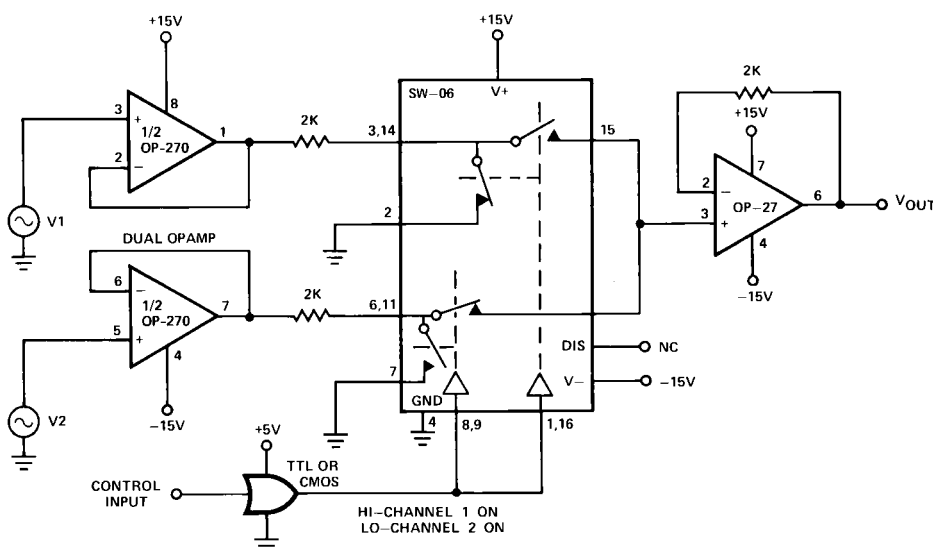 +15V
+15V
8
3
+
1/2
OP-270
1
2
−
2K
3,14
SW-06
V+
15
2K
+15V
7
2
−
6
OP-27
3
+
4
−15V
VOUT
V1
2
DUAL OPAMP
6
−
1/2
OP-270
7
5
+
4
−15V
2K
6,11
7
V2
DIS
NC
V−
−15V
GND
4
8,9
1,16
+5V
TTL OR
CMOS
CONTROL
INPUT
HI–CHANNEL 1 ON
LO–CHANNEL 2 ON